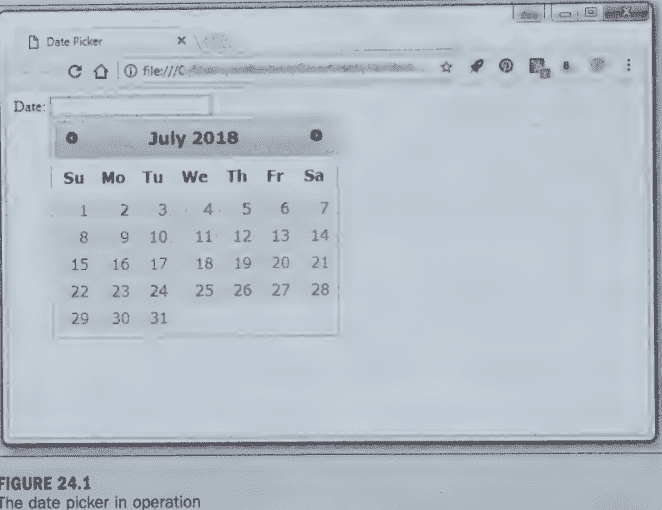 Date Picker
file:///C
Date:
July 2018
Su Mo Tu We Th Fr Sa
1 2 3 4 5 6 7
8 9 10 11 12 13 14
15 16 17 18 19 20 21
22 23 24 25 26 27 28
29 30 31
FIGURE 24.1
The date picker in operation